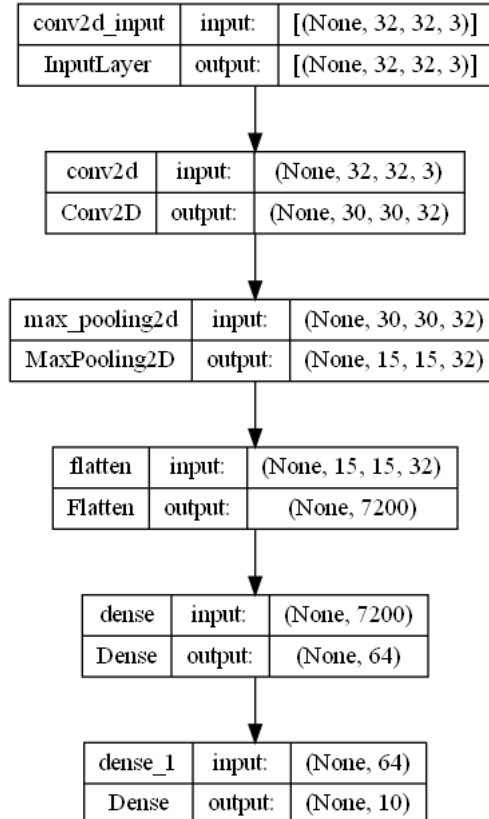 conv2d_input input: [(None, 32, 32, 3)]
InputLayer output: [(None, 32, 32, 3)]
conv2d input: (None, 32, 32, 3)
Conv2D output: (None, 30, 30, 32)
max_pooling2d input: (None, 30, 30, 32)
MaxPooling2D output: (None, 15, 15, 32)
flatten input: (None, 15, 15, 32)
Flatten output: (None, 7200)
dense input: (None, 7200)
Dense output: (None, 64)
dense_1 input: (None, 64)
Dense output: (None, 10)